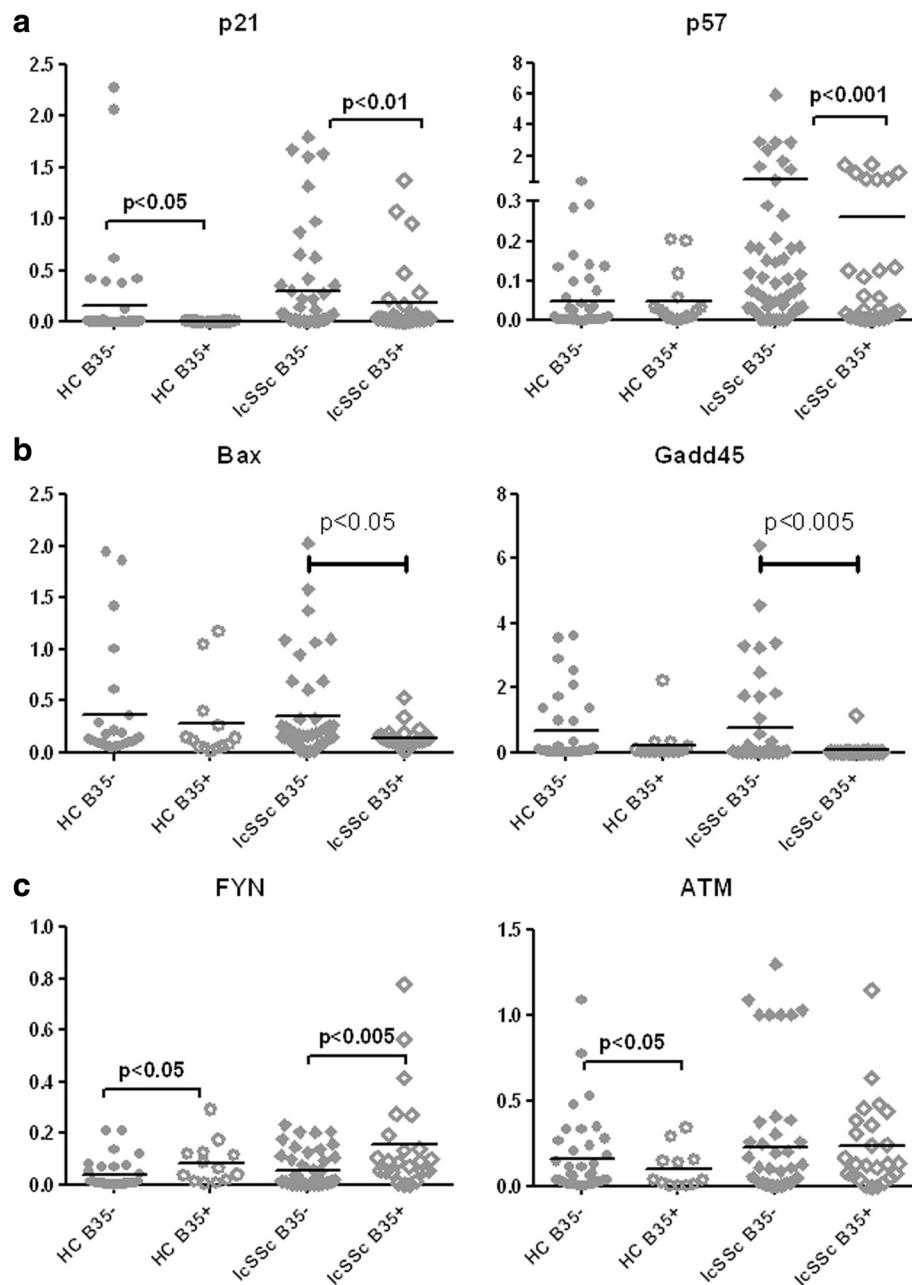 a
p21
p57
2.5
2.0
1.5
1.0
0.5
0.0
p<0.05
p<0.01
HC B35-
HC B35+
lcSSc B35-
lcSSc B35+
8
6
4
2
0.3
0.2
0.1
0.0
p<0.001
HC B35-
HC B35+
lcSSc B35-
lcSSc B35+
b
Bax
Gadd45
2.5
2.0
1.5
1.0
0.5
0.0
p<0.05
HC B35-
HC B35+
lcSSc B35-
lcSSc B35+
8
6
4
2
0
p<0.005
HC B35-
HC B35+
lcSSc B35-
lcSSc B35+
c
FYN
ATM
1.0
0.8
0.6
0.4
0.2
0.0
p<0.05
p<0.005
HC B35-
HC B35+
lcSSc B35-
lcSSc B35+
1.5
1.0
0.5
0.0
p<0.05
HC B35-
HC B35+
lcSSc B35-
lcSSc B35+